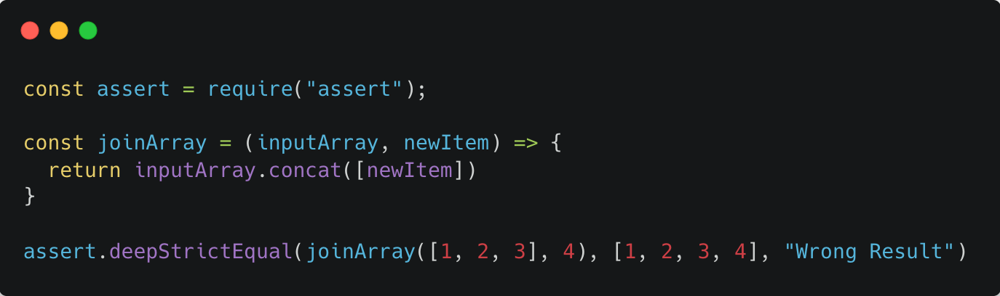 const assert = require("assert");
const joinArray = (inputArray, newItem) => {
  return inputArray.concat([newItem])
}
assert.deepStrictEqual(joinArray([1, 2, 3], 4), [1, 2, 3, 4], "Wrong Result")